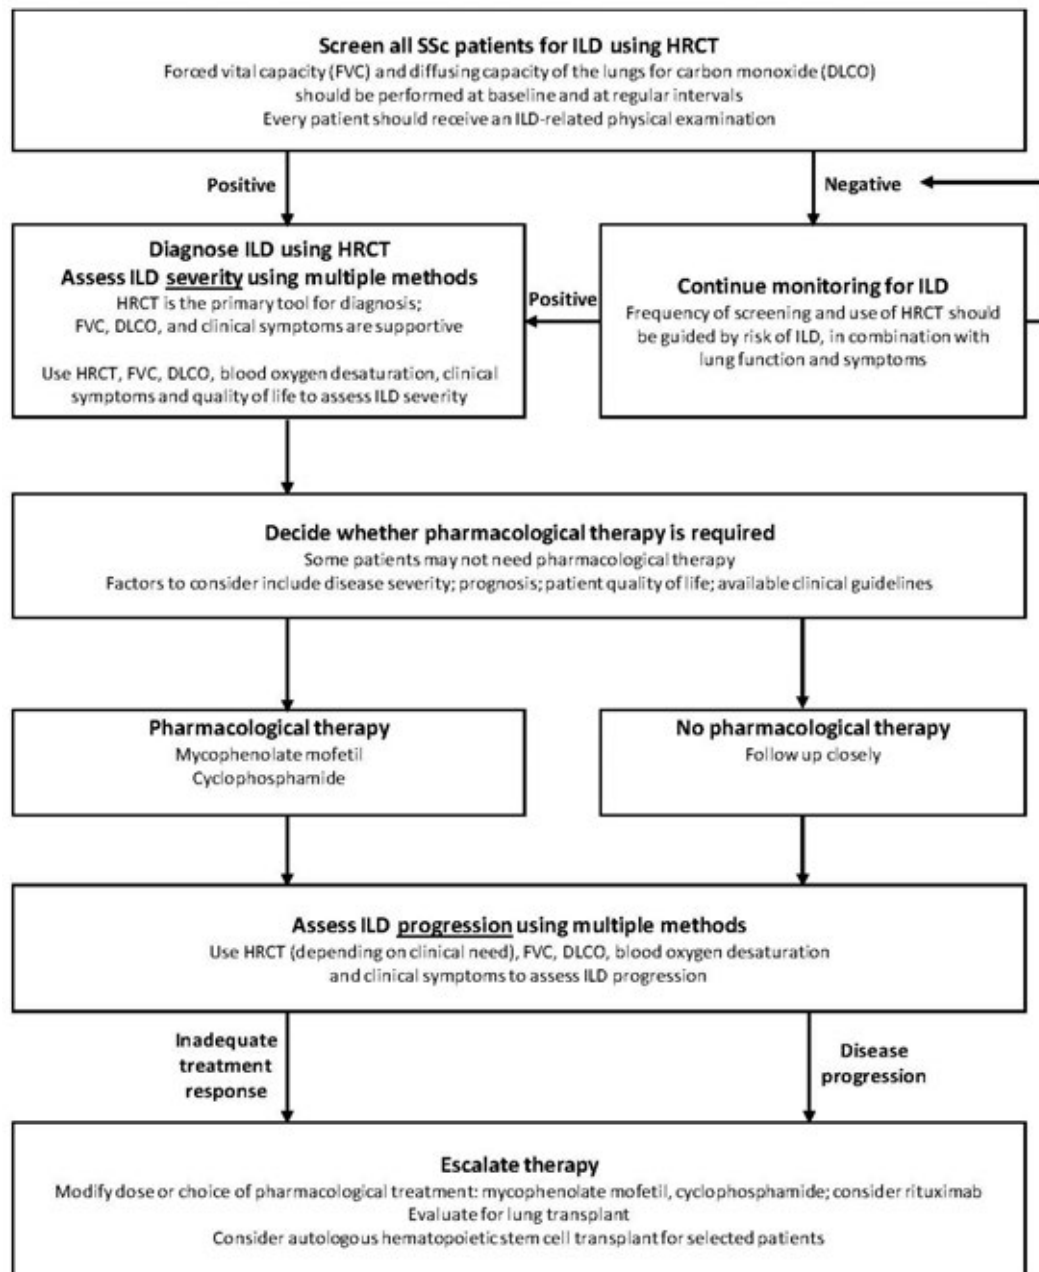 Screen all SSc patients for ILD using HRCT
Forced vital capacity (FVC) and diffusing capacity of the lungs for carbon monoxide (DLCO)
should be performed at baseline and at regular intervals
Every patient should receive an ILD-related physical examination
Positive
Negative
Diagnose ILD using HRCT
Assess ILD severity using multiple methods
HRCT is the primary tool for diagnosis;
FVC, DLCO, and clinical symptoms are supportive
Use HRCT, FVC, DLCO, blood oxygen desaturation, clinical
symptoms and quality of life to assess ILD severity
Positive
Continue monitoring for ILD
Frequency of screening and use of HRCT should
be guided by risk of ILD, in combination with
lung function and symptoms
Decide whether pharmacological therapy is required
Some patients may not need pharmacological therapy
Factors to consider include disease severity; prognosis; patient quality of life; available clinical guidelines
Pharmacological therapy
Mycophenolate mofetil
Cyclophosphamide
No pharmacological therapy
Follow up closely
Assess ILD progression using multiple methods
Use HRCT (depending on clinical need), FVC, DLCO, blood oxygen desaturation
and clinical symptoms to assess ILD progression
Inadequate
treatment
response
Disease
progression
Escalate therapy
Modify dose or choice of pharmacological treatment: mycophenolate mofetil, cyclophosphamide; consider rituximab
Evaluate for lung transplant
Consider autologous hematopoietic stem cell transplant for selected patients